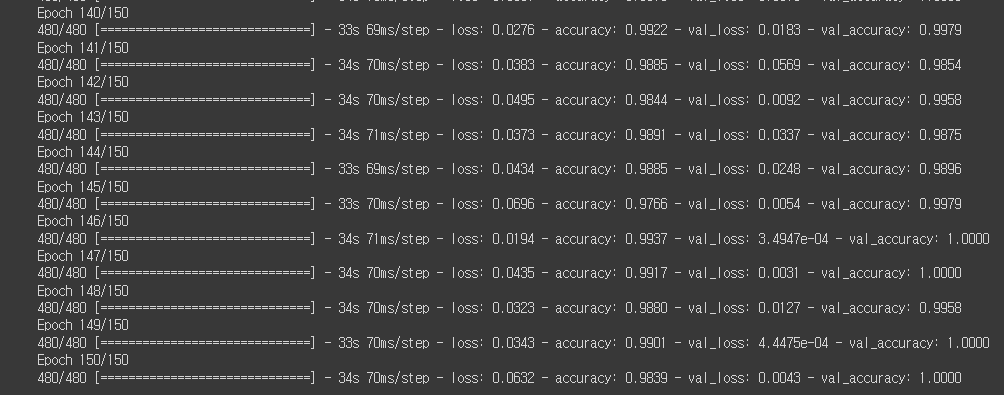 Epoch 140/150
480/480 [==============================] - 33s 69ms/step - loss: 0.0276 - accuracy: 0.9922 - val_loss: 0.0183 - val_accuracy: 0.9979
Epoch 141/150
480/480 [==============================] - 34s 70ms/step - loss: 0.0383 - accuracy: 0.9885 - val_loss: 0.0569 - val_accuracy: 0.9854
Epoch 142/150
480/480 [==============================] - 34s 70ms/step - loss: 0.0495 - accuracy: 0.9844 - val_loss: 0.0092 - val_accuracy: 0.9958
Epoch 143/150
480/480 [==============================] - 34s 71ms/step - loss: 0.0373 - accuracy: 0.9891 - val_loss: 0.0337 - val_accuracy: 0.9875
Epoch 144/150
480/480 [==============================] - 33s 69ms/step - loss: 0.0434 - accuracy: 0.9885 - val_loss: 0.0248 - val_accuracy: 0.9896
Epoch 145/150
480/480 [==============================] - 33s 70ms/step - loss: 0.0696 - accuracy: 0.9766 - val_loss: 0.0054 - val_accuracy: 0.9979
Epoch 146/150
480/480 [==============================] - 34s 71ms/step - loss: 0.0194 - accuracy: 0.9937 - val_loss: 3.4947e-04 - val_accuracy: 1.0000
Epoch 147/150
480/480 [==============================] - 34s 70ms/step - loss: 0.0435 - accuracy: 0.9917 - val_loss: 0.0031 - val_accuracy: 1.0000
Epoch 148/150
480/480 [==============================] - 34s 70ms/step - loss: 0.0323 - accuracy: 0.9880 - val_loss: 0.0127 - val_accuracy: 0.9958
Epoch 149/150
480/480 [==============================] - 33s 70ms/step - loss: 0.0343 - accuracy: 0.9901 - val_loss: 4.4475e-04 - val_accuracy: 1.0000
Epoch 150/150
480/480 [==============================] - 34s 70ms/step - loss: 0.0632 - accuracy: 0.9839 - val_loss: 0.0043 - val_accuracy: 1.0000